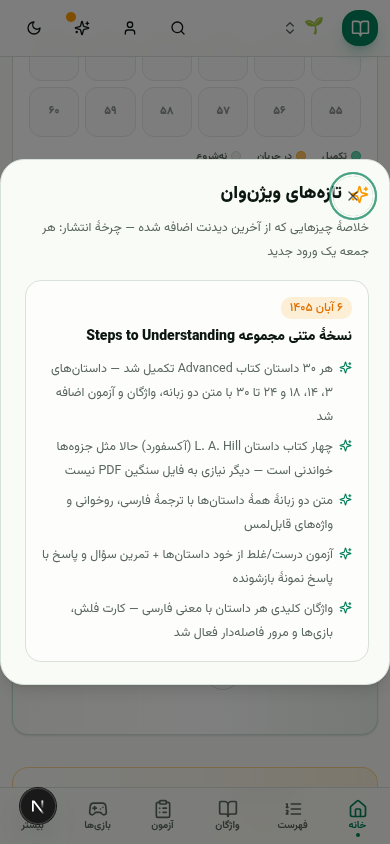 ۵۵ ۵۶ ۵۷ ۵۸ ۵۹ ۶۰
تکمیل در جریان نه‌شروع
تازه‌های ویژن‌وان
خلاصهٔ چیزهایی که از آخرین دیدنت اضافه شده — چرخهٔ انتشار: هر
جمعه یک ورود جدید
۶ آبان ۱۴۰۵
نسخهٔ متنی مجموعه Steps to Understanding
هر ۳۰ داستان کتاب Advanced تکمیل شد — داستان‌های
۳، ۱۴، ۱۸ و ۲۴ تا ۳۰ با متن دو زبانه، واژگان و آزمون اضافه
شد
چهار کتاب داستان L. A. Hill (آکسفورد) حالا مثل جزوه‌ها
خواندنی است — دیگر نیازی به فایل سنگین PDF نیست
متن دو زبانهٔ همهٔ داستان‌ها با ترجمهٔ فارسی، روخوانی و
واژه‌های قابل‌لمس
آزمون درست/غلط از خود داستان‌ها + تمرین سؤال و پاسخ با
پاسخ نمونهٔ بازشونده
واژگان کلیدی هر داستان با معنی فارسی — کارت فلش،
بازی‌ها و مرور فاصله‌دار فعال شد
خانه فهرست واژگان آزمون بازی‌ها بیشتر
N